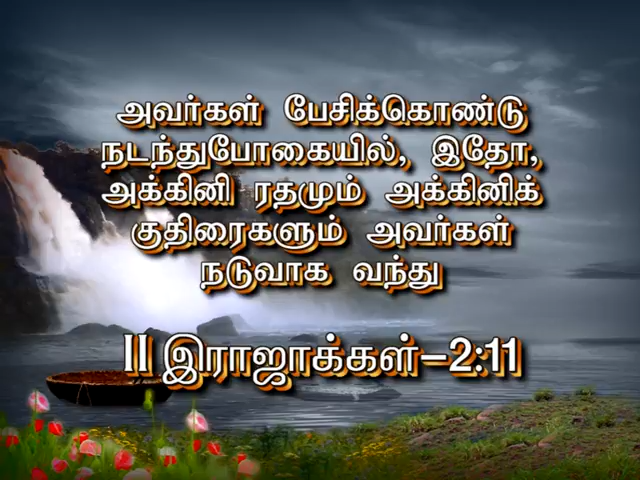 அவர்கள் பேசிக்கொண்டு
நடந்துபோகையில், இதோ,
அக்கினி ரதமும் அக்கினிக்
குதிரைகளும் அவர்கள்
நடுவாக வந்து
II இராஜாக்கள்-2:11